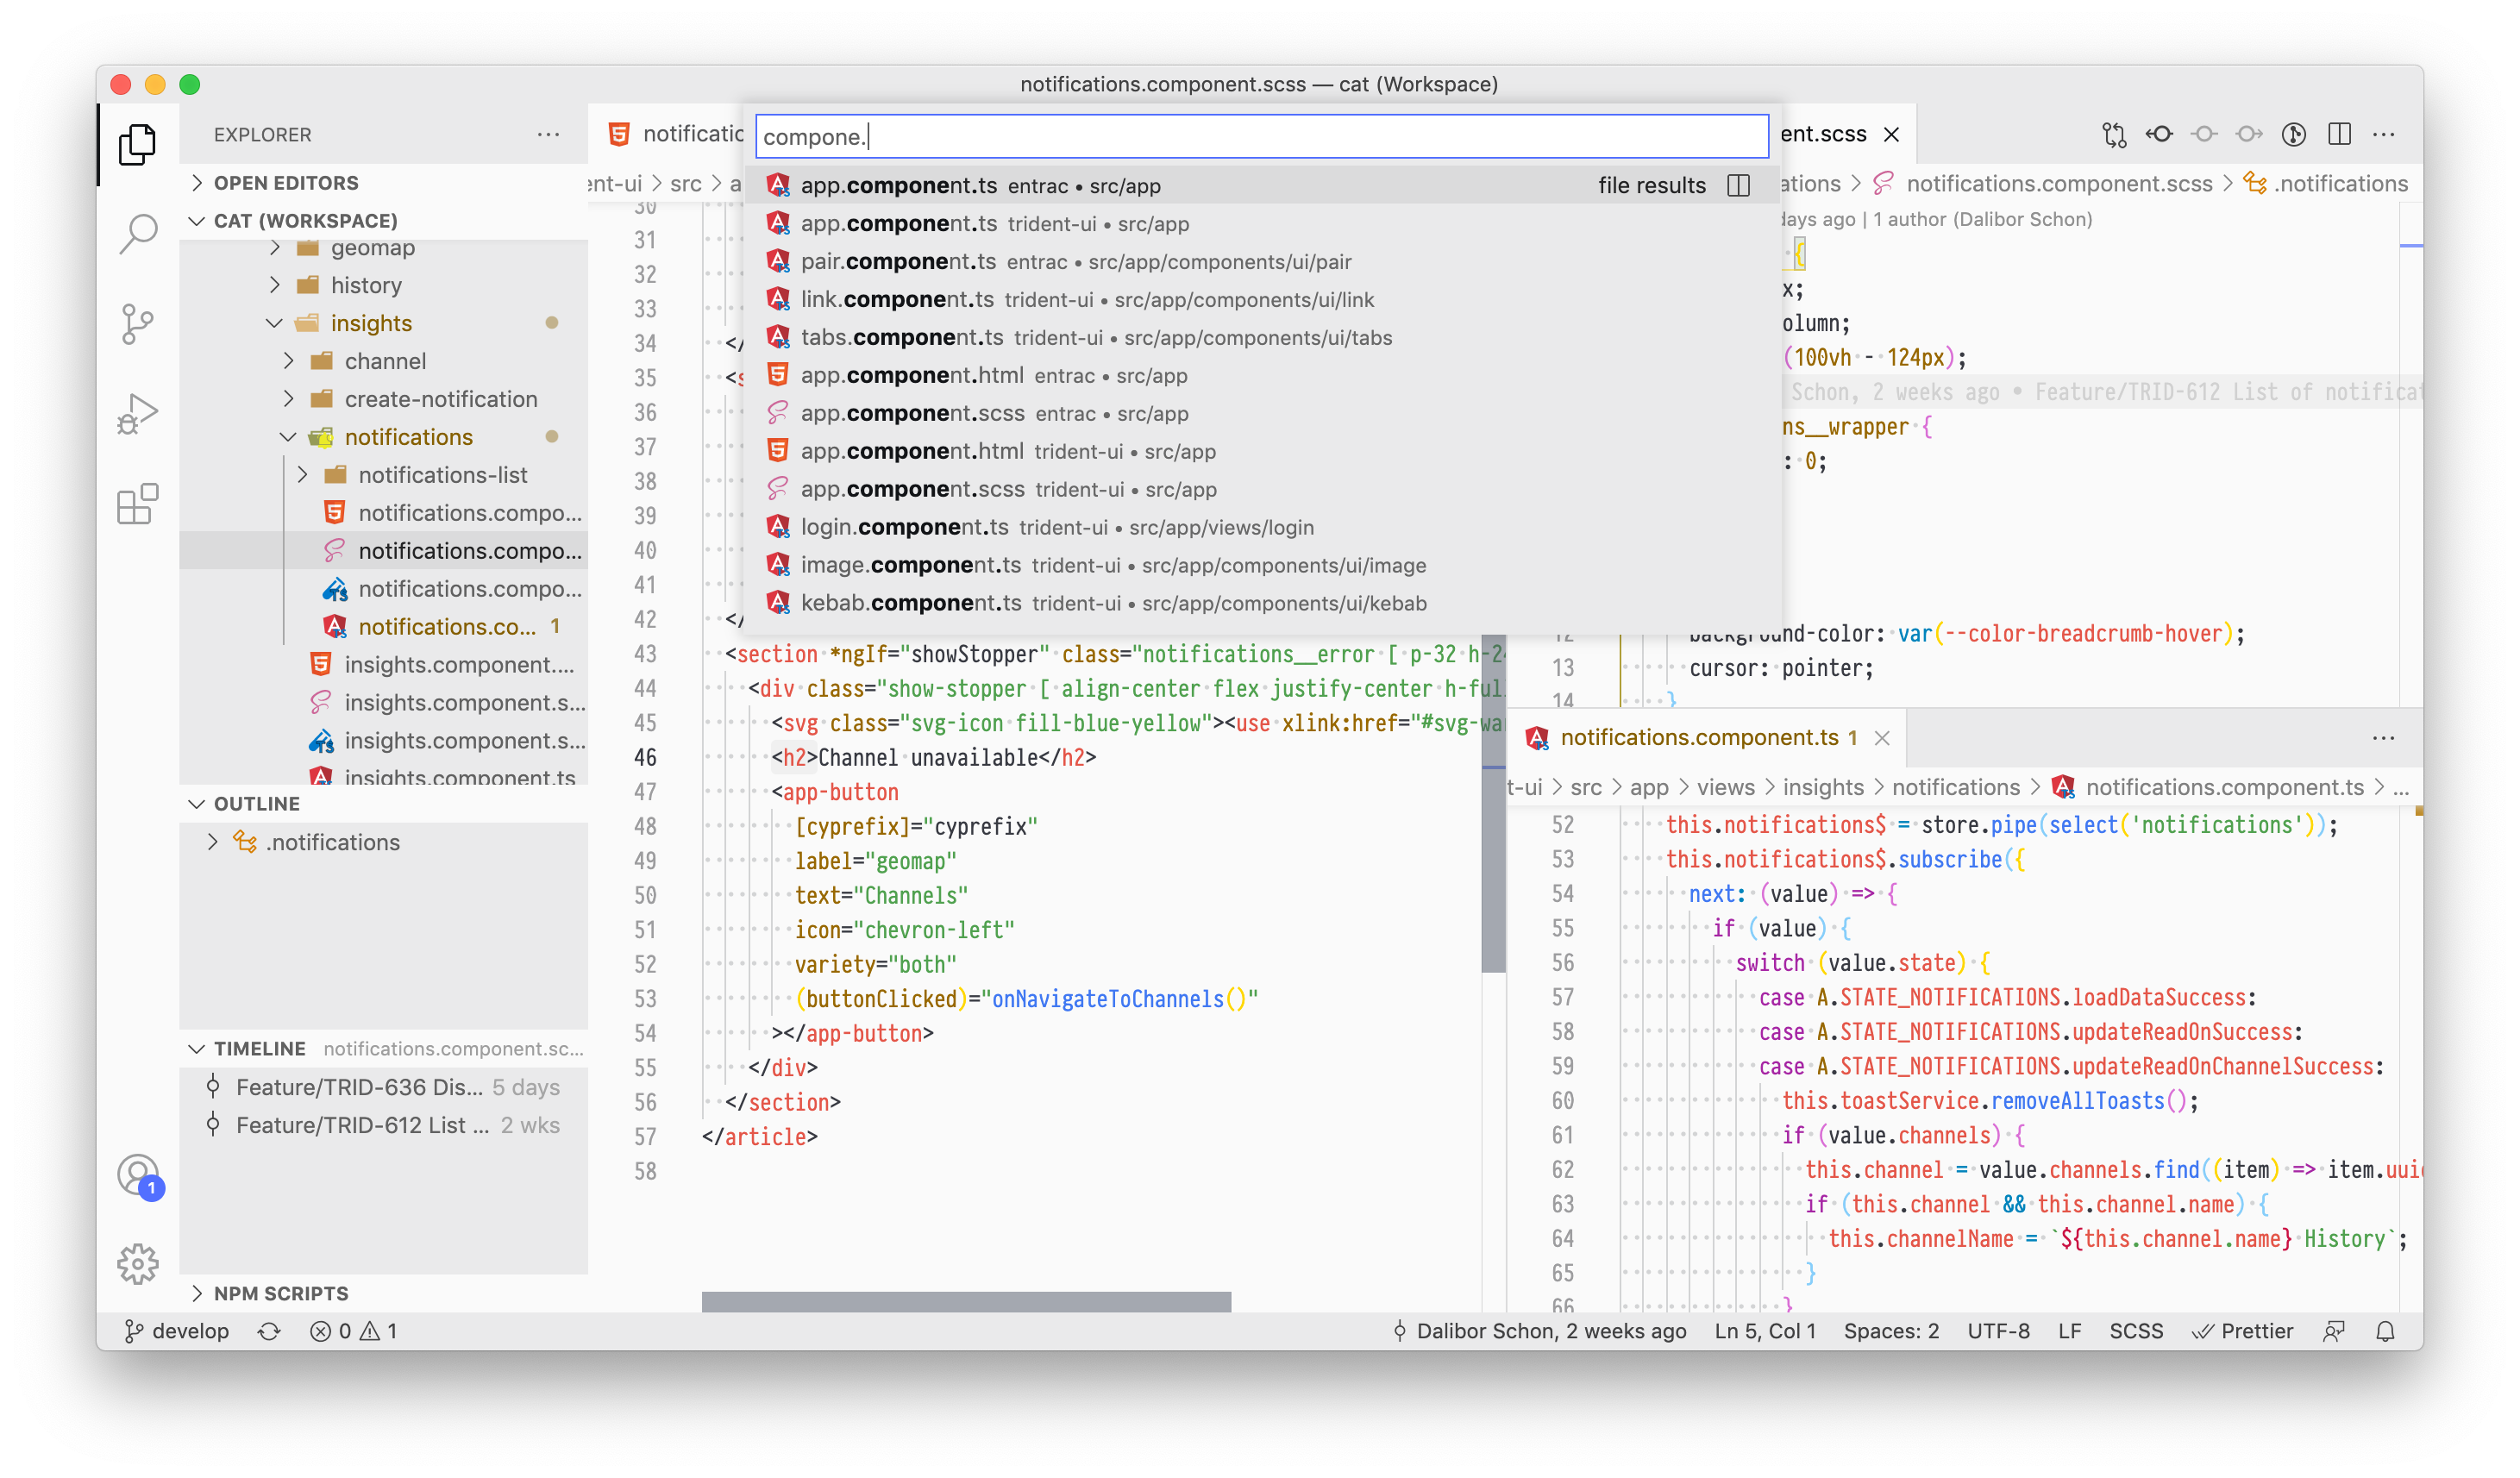 notifications.component.scss — cat (Workspace)
EXPLORER
OPEN EDITORS
CAT (WORKSPACE)
geomap
history
insights
channel
create-notification
notifications
notifications-list
notifications.compo...
notifications.compo...
notifications.compo...
notifications.co... 1
insights.component....
insights.component.s...
insights.component.s...
insights.component.ts
OUTLINE
.notifications
TIMELINE notifications.component.sc...
Feature/TRID-636 Dis... 5 days
Feature/TRID-612 List ... 2 wks
NPM SCRIPTS
1
notificatio
ent-ui > src > a
compone.
app.component.ts entrac • src/app file results
app.component.ts trident-ui • src/app
pair.component.ts entrac • src/app/components/ui/pair
link.component.ts trident-ui • src/app/components/ui/link
tabs.component.ts trident-ui • src/app/components/ui/tabs
app.component.html entrac • src/app
app.component.scss entrac • src/app
app.component.html trident-ui • src/app
app.component.scss trident-ui • src/app
login.component.ts trident-ui • src/app/views/login
image.component.ts trident-ui • src/app/components/ui/image
kebab.component.ts trident-ui • src/app/components/ui/kebab
30
31
32
33
34 </
35 <s
36
37
38
39
40
41
42 </
43 <section *ngIf="showStopper" class="notifications__error [ p-32 h-2
44 <div class="show-stopper [ align-center flex justify-center h-ful
45 <svg class="svg-icon fill-blue-yellow"><use xlink:href="#svg-wa
46 <h2>Channel unavailable</h2>
47 <app-button
48 [cyprefix]="cyprefix"
49 label="geomap"
50 text="Channels"
51 icon="chevron-left"
52 variety="both"
53 (buttonClicked)="onNavigateToChannels()"
54 ></app-button>
55 </div>
56 </section>
57 </article>
58
ent.scss
ations > notifications.component.scss > .notifications
days ago | 1 author (Dalibor Schon)
{
x;
olumn;
(100vh - 124px);
Schon, 2 weeks ago • Feature/TRID-612 List of notificat
ns__wrapper {
: 0;
12 background-color: var(--color-breadcrumb-hover);
13 cursor: pointer;
14 }
notifications.component.ts 1
t-ui > src > app > views > insights > notifications > notifications.component.ts > ...
52 this.notifications$ = store.pipe(select('notifications'));
53 this.notifications$.subscribe({
54 next: (value) => {
55 if (value) {
56 switch (value.state) {
57 case A.STATE_NOTIFICATIONS.loadDataSuccess:
58 case A.STATE_NOTIFICATIONS.updateReadOnSuccess:
59 case A.STATE_NOTIFICATIONS.updateReadOnChannelSuccess:
60 this.toastService.removeAllToasts();
61 if (value.channels) {
62 this.channel = value.channels.find((item) => item.uui
63 if (this.channel && this.channel.name) {
64 this.channelName = `${this.channel.name} History`;
65 }
66 }
develop 0 1 Dalibor Schon, 2 weeks ago Ln 5, Col 1 Spaces: 2 UTF-8 LF SCSS Prettier